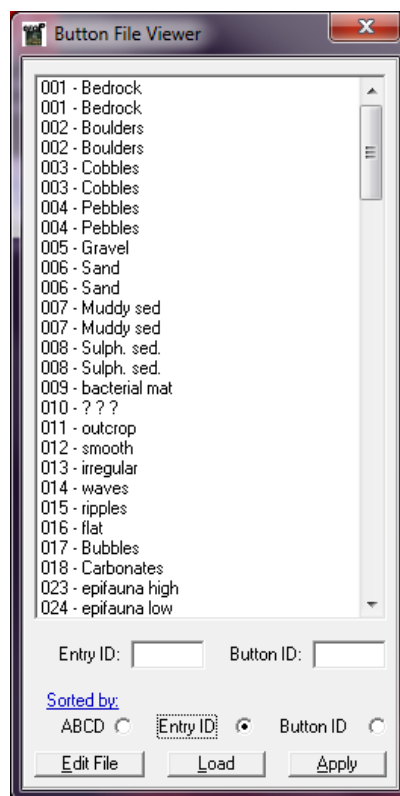 Button File Viewer
001 - Bedrock
001 - Bedrock
002 - Boulders
002 - Boulders
003 - Cobbles
003 - Cobbles
004 - Pebbles
004 - Pebbles
005 - Gravel
006 - Sand
006 - Sand
007 - Muddy sed
007 - Muddy sed
008 - Sulph. sed.
008 - Sulph. sed.
009 - bacterial mat
010 - ? ? ?
011 - outcrop
012 - smooth
013 - irregular
014 - waves
015 - ripples
016 - flat
017 - Bubbles
018 - Carbonates
023 - epifauna high
024 - epifauna low
Entry ID: Button ID:
Sorted by:
ABCD Entry ID Button ID
Edit File Load Apply